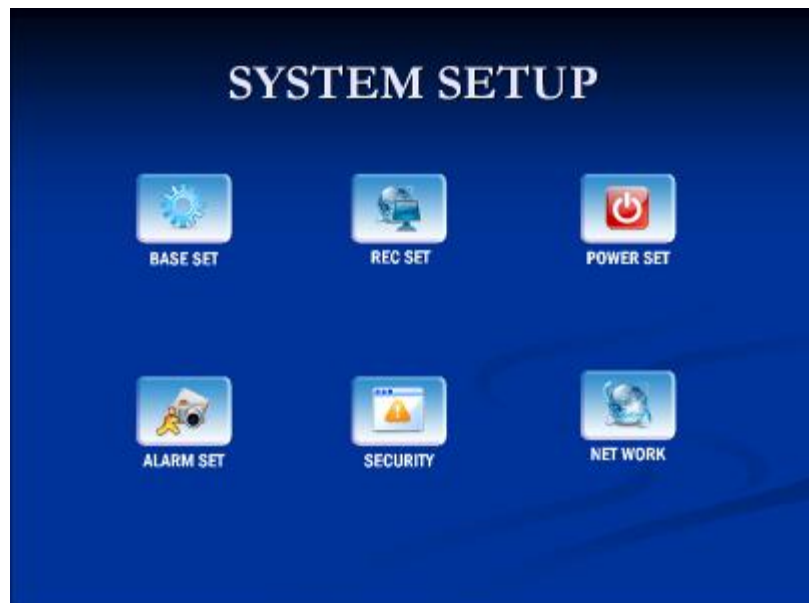 SYSTEM SETUP
BASE SET
REC SET
POWER SET
ALARM SET
SECURITY
NET WORK